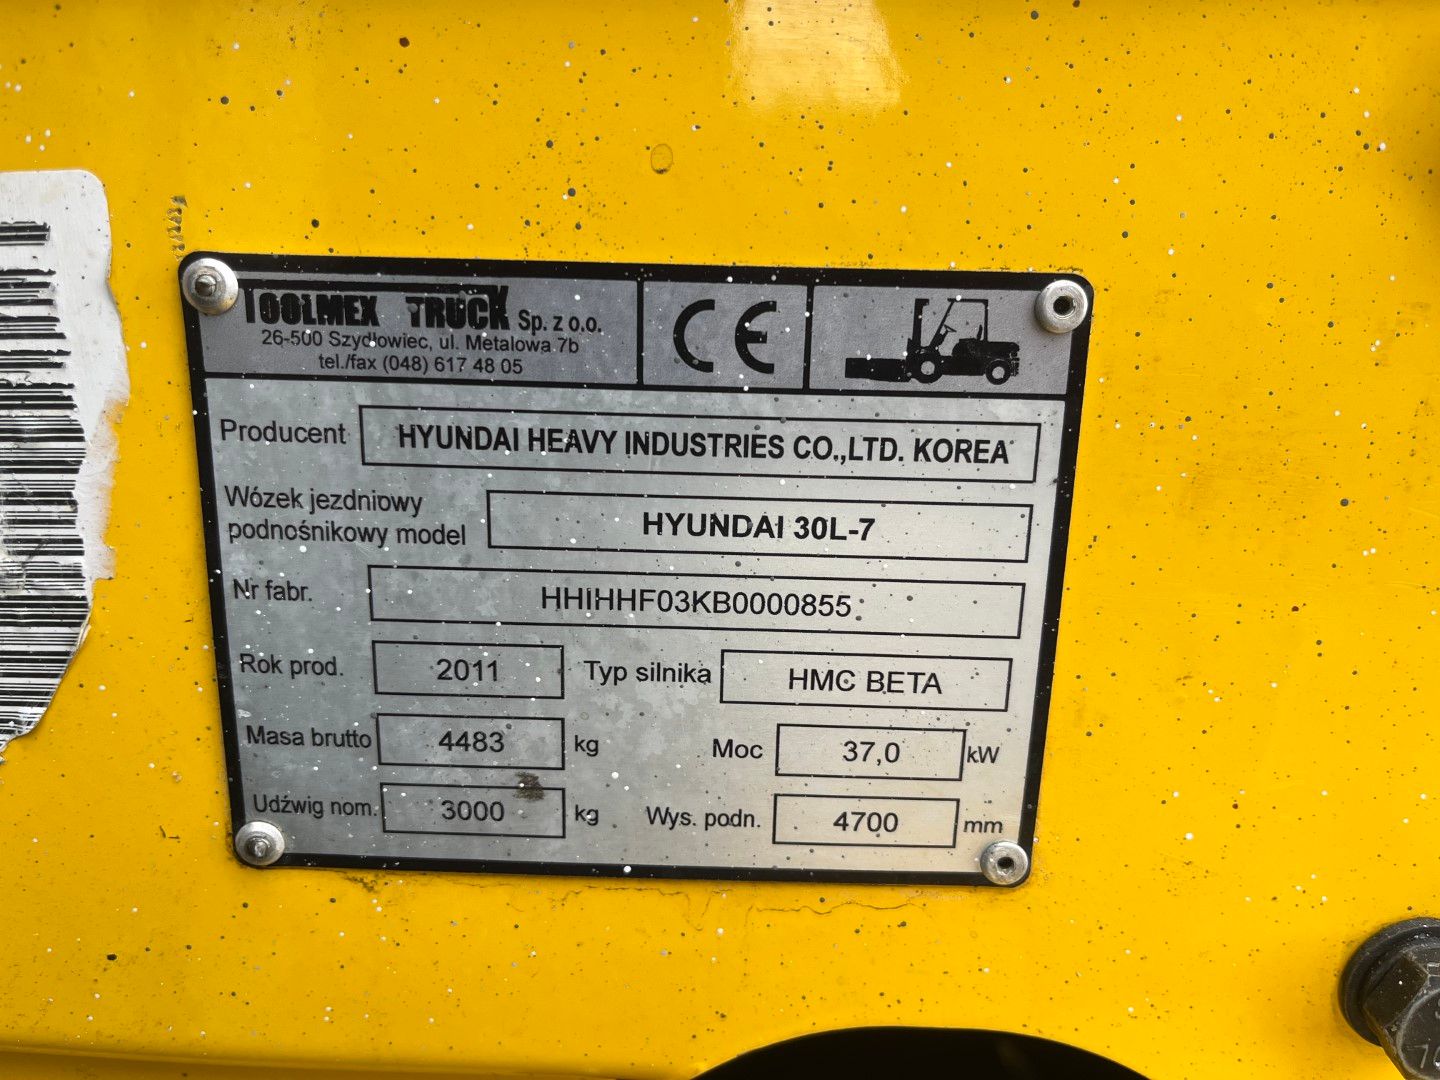 TOOLMEX TRUCK Sp. z o.o.
26-500 Szydłowiec, ul. Metalowa 7b
tel./fax (048) 617 48 05
CE
Producent HYUNDAI HEAVY INDUSTRIES CO.,LTD. KOREA
Wózek jezdniowy
podnośnikowy model HYUNDAI 30L-7
Nr fabr. HHIHHF03KB0000855
Rok prod. 2011 Typ silnika HMC BETA
Masa brutto 4483 kg Moc 37,0 kW
Udźwig nom. 3000 kg Wys. podn. 4700 mm